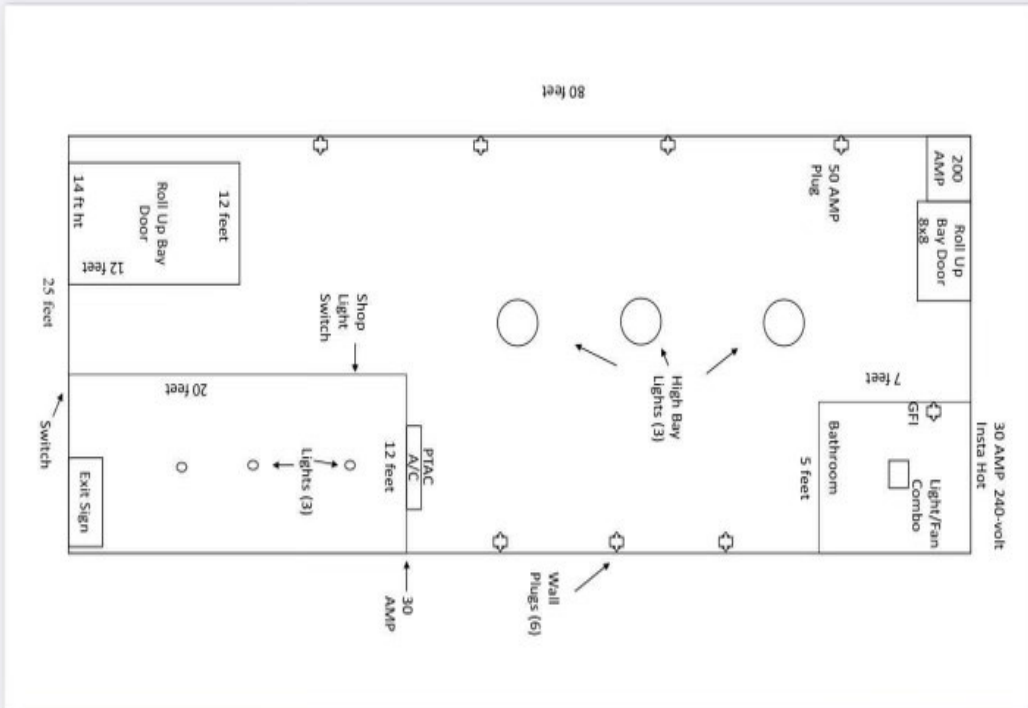 80 feet
200
AMP
50 AMP
Plug
Roll Up
Bay Door
8x8
12 feet
Roll Up Bay
Door
14 ft ht
12 feet
25 feet
Shop
Light
Switch
High Bay
Lights (3)
7 feet
30 AMP 240-volt
Insta Hot
GFI
Light/Fan
Combo
Bathroom
5 feet
20 feet
PTAC
A/C
12 feet
Lights (3)
Switch
Exit Sign
30
AMP
Wall
Plugs (6)